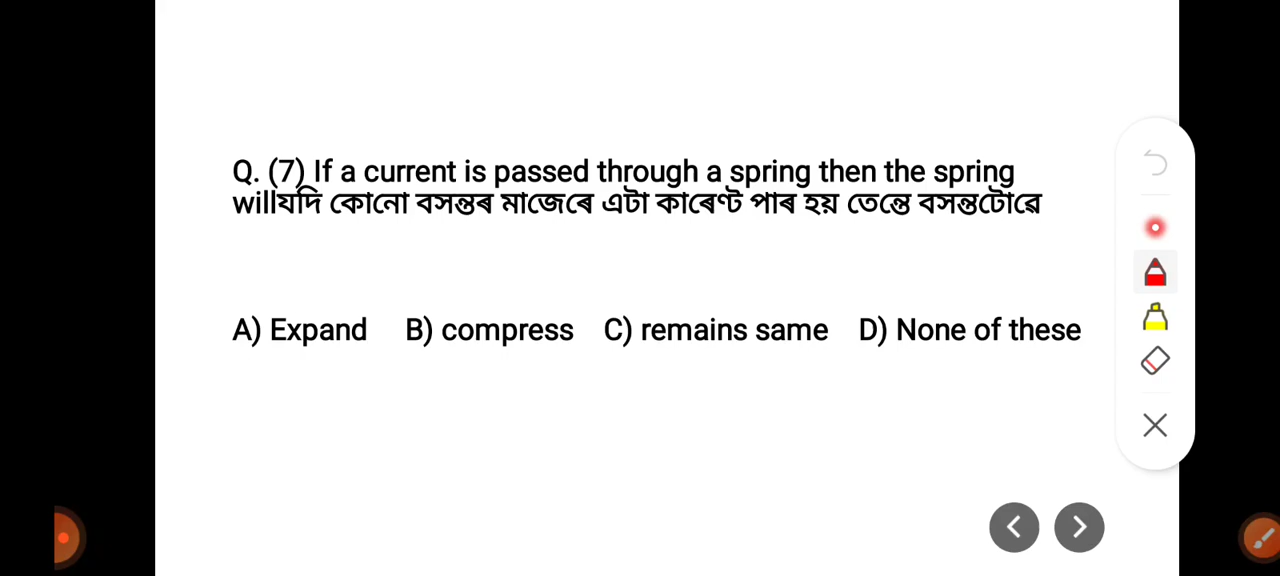 Q. (7) If a current is passed through a spring then the spring
willযদি কোনো বসন্তৰ মাজেৰে এটা কাৰেণ্ট পাৰ হয় তেন্তে বসন্তটোৱে
A) Expand B) compress C) remains same D) None of these